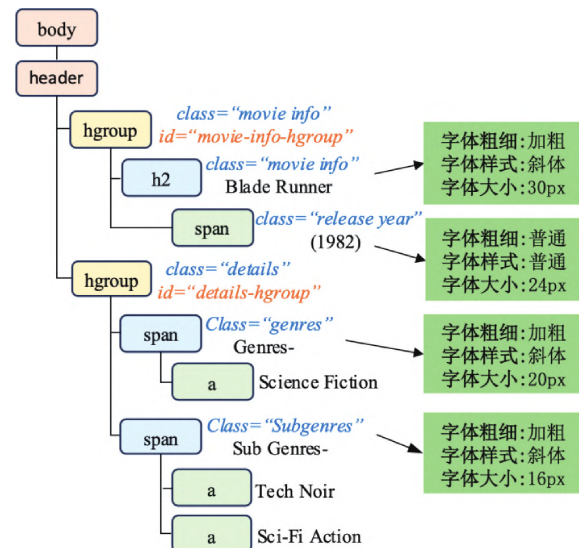 body
header
hgroup
class=“movie info”
id=“movie-info-hgroup”
h2
class=“movie info”
Blade Runner
字体粗细:加粗
字体样式:斜体
字体大小:30px
span
class=“release year”
(1982)
字体粗细:普通
字体样式:普通
字体大小:24px
hgroup
class=“details”
id=“details-hgroup”
span
Class=“genres”
Genres-
字体粗细:加粗
字体样式:斜体
字体大小:20px
a
Science Fiction
span
Class=“Subgenres”
Sub Genres-
字体粗细:加粗
字体样式:斜体
字体大小:16px
a
Tech Noir
a
Sci-Fi Action